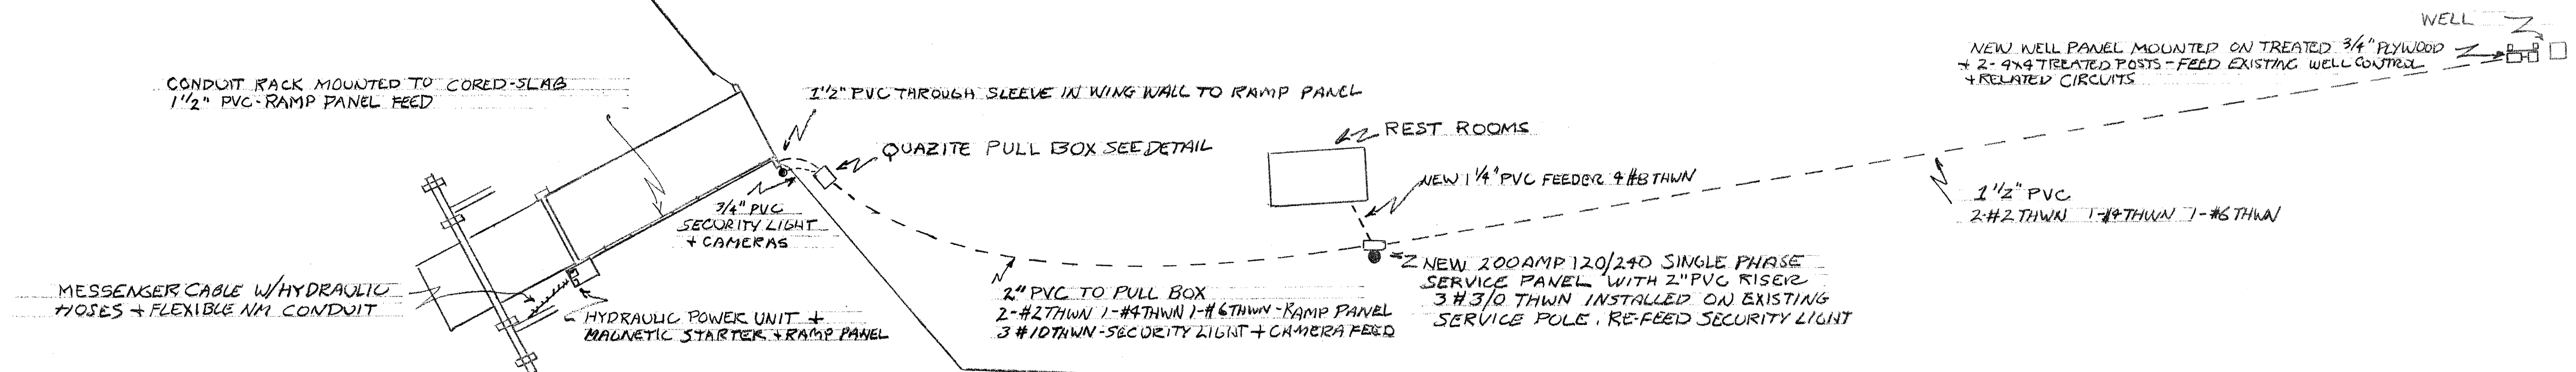 WELL
NEW WELL PANEL MOUNTED ON TREATED 3/4" PLYWOOD
+ 2- 4x4 TREATED POSTS - FEED EXISTING WELL CONTROL
+ RELATED CIRCUITS
CONDUIT RACK MOUNTED TO CORED-SLAB
1 1/2" PVC - RAMP PANEL FEED
1 1/2" PVC THROUGH SLEEVE IN WING WALL TO RAMP PANEL
QUAZITE PULL BOX SEE DETAIL
REST ROOMS
NEW 1 1/4" PVC FEEDER 4 #8 THWN
1 1/2" PVC
2-#2 THWN 1-#4 THWN 1-#6 THWN
3/4" PVC
SECURITY LIGHT
+ CAMERAS
MESSENGER CABLE W/HYDRAULIC
HOSES + FLEXIBLE NM CONDUIT
HYDRAULIC POWER UNIT +
MAGNETIC STARTER + RAMP PANEL
2" PVC TO PULL BOX
2-#2 THWN 1-#4 THWN 1-#6 THWN - RAMP PANEL
3 #10 THWN - SECURITY LIGHT + CAMERA FEED
NEW 200 AMP 120/240 SINGLE PHASE
SERVICE PANEL WITH 2" PVC RISER
3 #3/0 THWN INSTALLED ON EXISTING
SERVICE POLE. RE-FEED SECURITY LIGHT